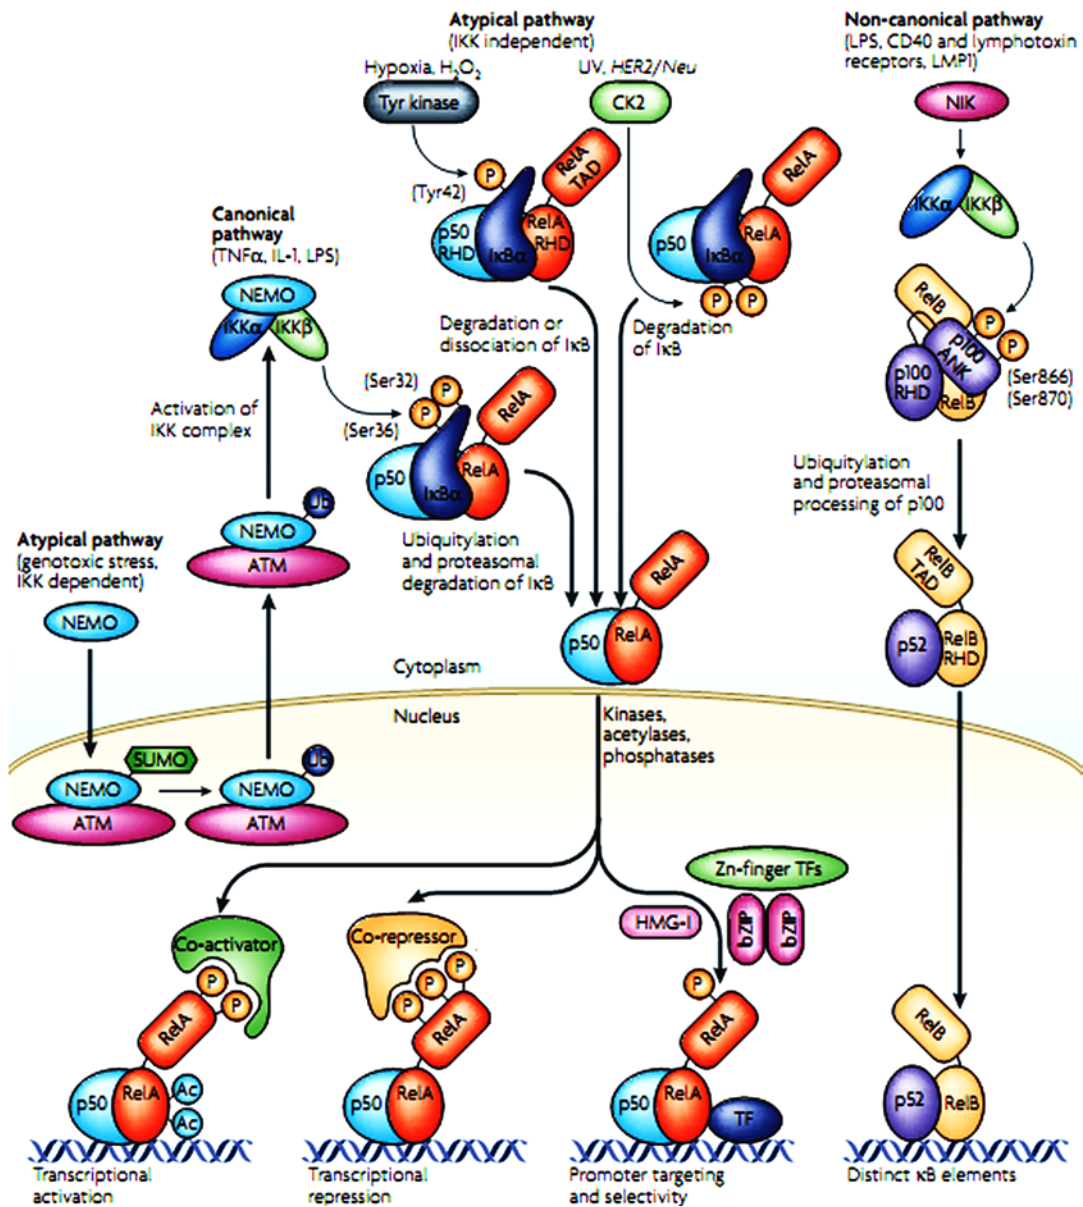 Atypical pathway
(IKK independent)
Hypoxia, H2O2
Tyr kinase
UV, HER2/Neu
CK2
P
(Tyr42)
RelA
TAD
p50
RHD
IκBα
RelA
RHD
RelA
p50
IκBα
RelA
P
P
Degradation or
dissociation of IκB
Degradation
of IκB
Non-canonical pathway
(LPS, CD40 and lymphotoxin
receptors, LMP1)
NIK
IKKα
IKKβ
RelB
P
P
p100
ANK
p100
RHD
RelB
(Ser866)
(Ser870)
Ubiquitylation
and proteasomal
processing of p100
RelB
TAD
p52
RelB
RHD
Canonical
pathway
(TNFα, IL-1, LPS)
NEMO
IKKα
IKKβ
Activation of
IKK complex
(Ser32)
P
P
(Ser36)
RelA
p50
IκBα
RelA
Ubiquitylation
and proteasomal
degradation of IκB
Ub
NEMO
ATM
Atypical pathway
(genotoxic stress,
IKK dependent)
NEMO
RelA
p50
RelA
Cytoplasm
Nucleus
Kinases,
acetylases,
phosphatases
SUMO
NEMO
ATM
Ub
NEMO
ATM
Co-activator
P
P
RelA
p50
RelA
Ac
Ac
Transcriptional
activation
Co-repressor
P
P
P
RelA
p50
RelA
Transcriptional
repression
Zn-finger TFs
HMG-I
bZIP
bZIP
P
RelA
p50
RelA
TF
Promoter targeting
and selectivity
RelB
p52
RelB
Distinct κB elements